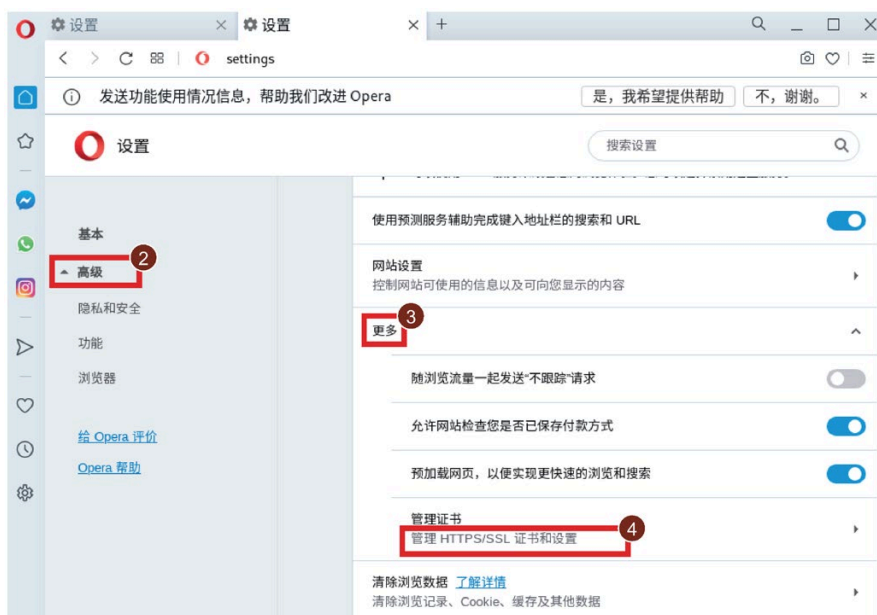 设置
设置
settings
发送功能使用情况信息，帮助我们改进 Opera
是，我希望提供帮助
不，谢谢。
设置
搜索设置
基本
2
高级
隐私和安全
功能
浏览器
给 Opera 评价
Opera 帮助
使用预测服务辅助完成键入地址栏的搜索和 URL
网站设置
控制网站可使用的信息以及可向您显示的内容
3
更多
随浏览流量一起发送“不跟踪”请求
允许网站检查您是否已保存付款方式
预加载网页，以便实现更快速的浏览和搜索
管理证书
4
管理 HTTPS/SSL 证书和设置
清除浏览数据 了解详情
清除浏览记录、Cookie、缓存及其他数据